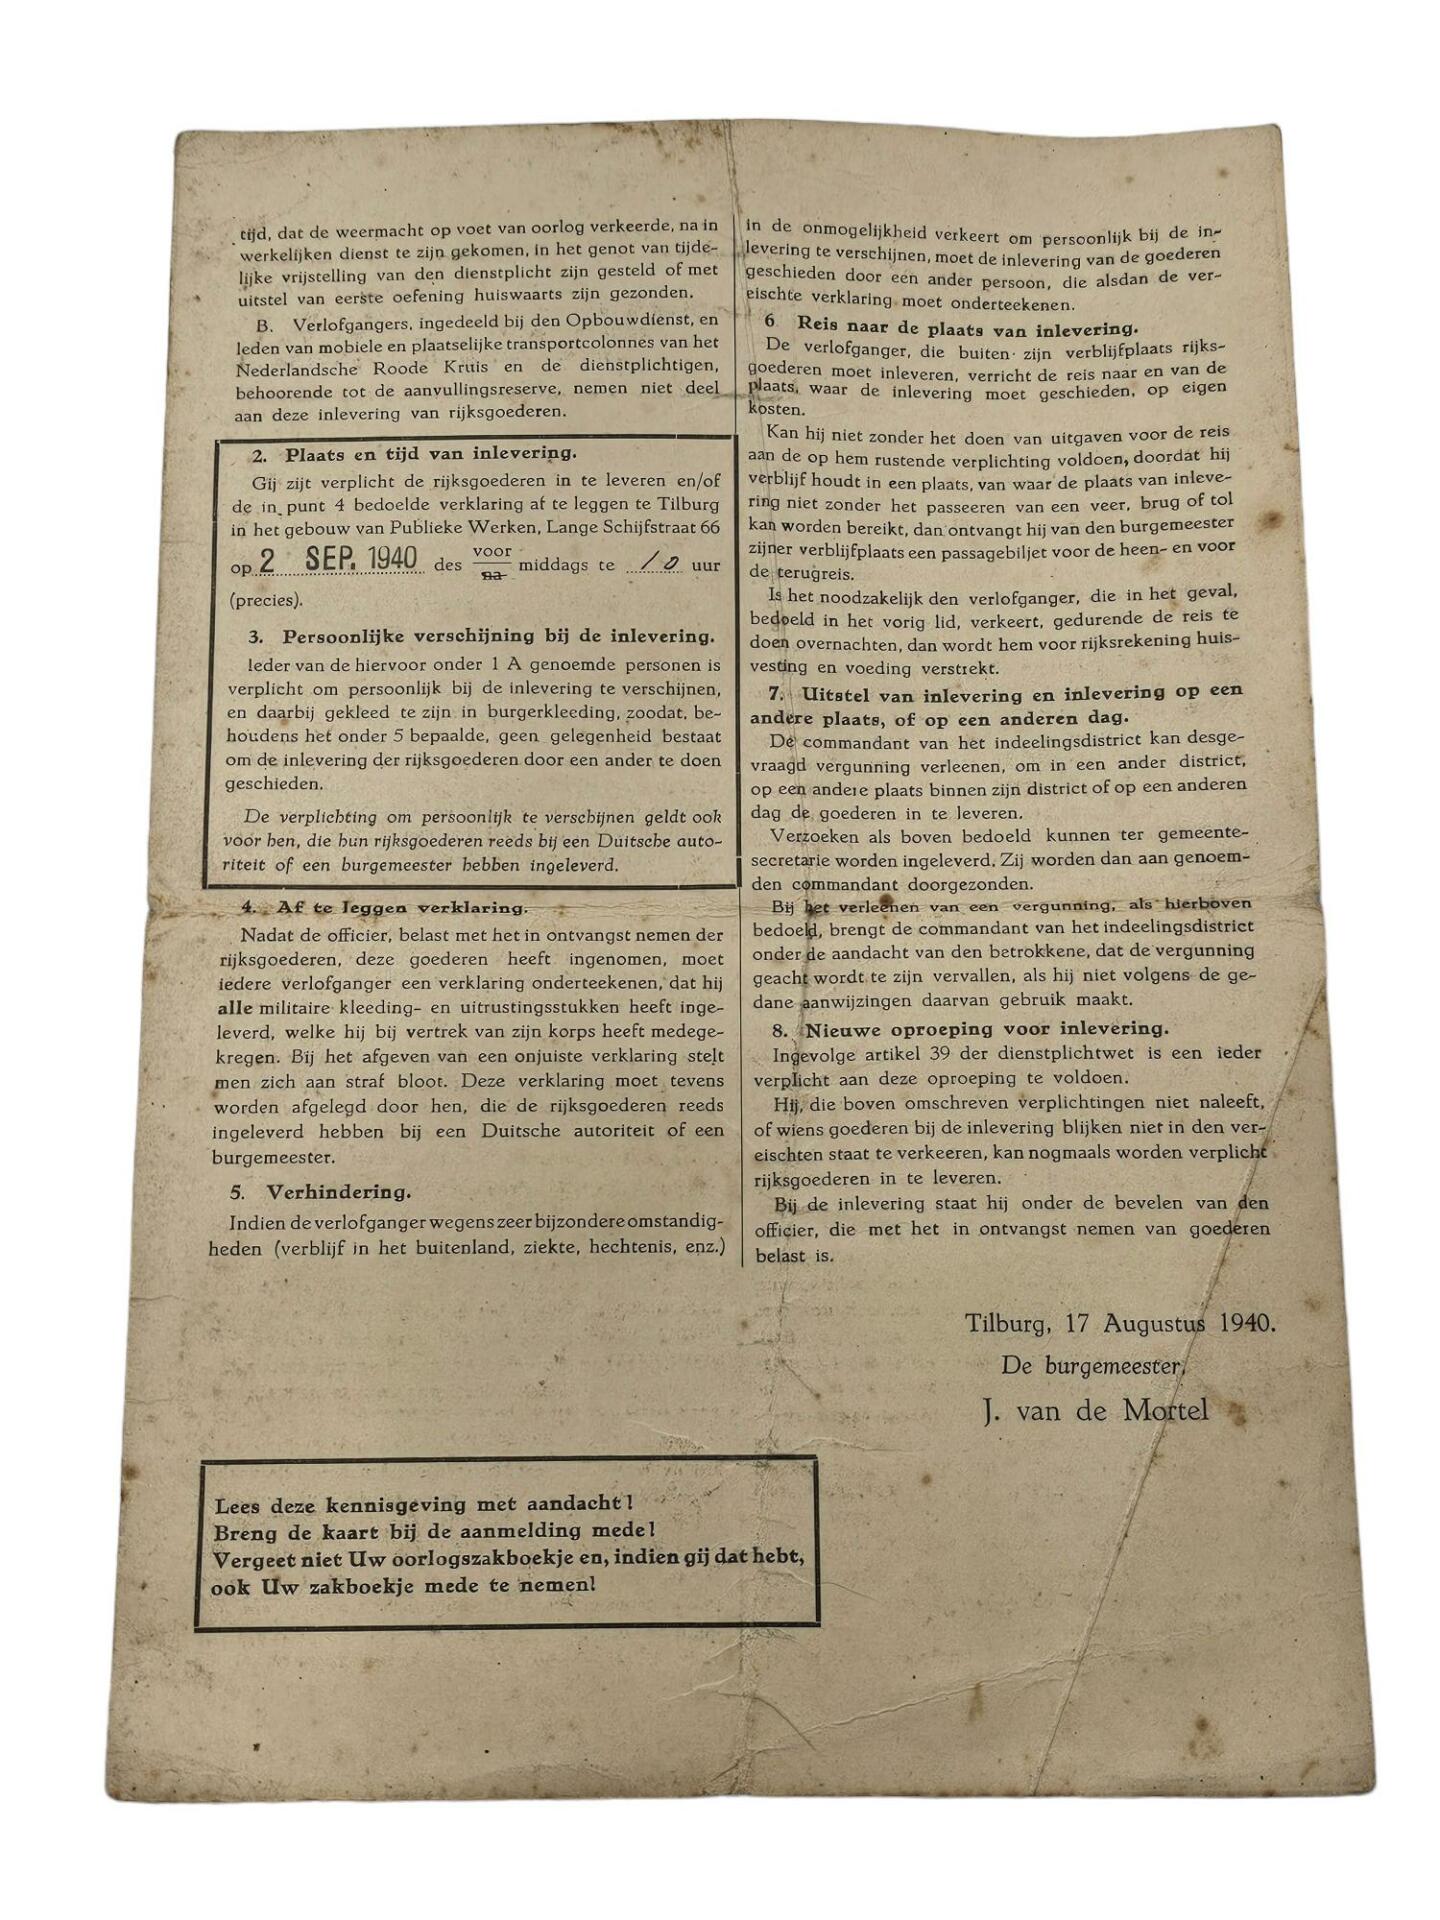 tijd, dat de weermacht op voet van oorlog verkeerde, na in
werkelijken dienst te zijn gekomen, in het genot van tijde-
lijke vrijstelling van den dienstplicht zijn gesteld of met
uitstel van eerste oefening huiswaarts zijn gezonden.
B. Verlofgangers, ingedeeld bij den Opbouwdienst, en
leden van mobiele en plaatselijke transportcolonnes van het
Nederlandsche Roode Kruis en de dienstplichtigen,
behoorende tot de aanvullingsreserve, nemen niet deel
aan deze inlevering van rijksgoederen.
2. Plaats en tijd van inlevering.
Gij zijt verplicht de rijksgoederen in te leveren en/of
de in punt 4 bedoelde verklaring af te leggen te Tilburg
in het gebouw van Publieke Werken, Lange Schijfstraat 66
op 2 SEP. 1940 des voor/na middags te 10 uur
(precies).
3. Persoonlijke verschijning bij de inlevering.
Ieder van de hiervoor onder 1 A genoemde personen is
verplicht om persoonlijk bij de inlevering te verschijnen,
en daarbij gekleed te zijn in burgerkleeding, zoodat, be-
houdens het onder 5 bepaalde, geen gelegenheid bestaat
om de inlevering der rijksgoederen door een ander te doen
geschieden.
De verplichting om persoonlijk te verschijnen geldt ook
voor hen, die hun rijksgoederen reeds bij een Duitsche auto-
riteit of een burgemeester hebben ingeleverd.
4. Af te leggen verklaring.
Nadat de officier, belast met het in ontvangst nemen der
rijksgoederen, deze goederen heeft ingenomen, moet
iedere verlofganger een verklaring onderteekenen, dat hij
alle militaire kleeding- en uitrustingsstukken heeft inge-
leverd, welke hij bij vertrek van zijn korps heeft medege-
kregen. Bij het afgeven van een onjuiste verklaring stelt
men zich aan straf bloot. Deze verklaring moet tevens
worden afgelegd door hen, die de rijksgoederen reeds
ingeleverd hebben bij een Duitsche autoriteit of een
burgemeester.
5. Verhindering.
Indien de verlofganger wegens zeer bijzondere omstandig-
heden (verblijf in het buitenland, ziekte, hechtenis, enz.)
in de onmogelijkheid verkeert om persoonlijk bij de in-
levering te verschijnen, moet de inlevering van de goederen
geschieden door een ander persoon, die alsdan de ver-
eischte verklaring moet onderteekenen.
6 Reis naar de plaats van inlevering.
De verlofganger, die buiten zijn verblijfplaats rijks-
goederen moet inleveren, verricht de reis naar en van de
plaats, waar de inlevering moet geschieden, op eigen
kosten.
Kan hij niet zonder het doen van uitgaven voor de reis
aan de op hem rustende verplichting voldoen, doordat hij
verblijf houdt in een plaats, van waar de plaats van inleve-
ring niet zonder het passeeren van een veer, brug of tol
kan worden bereikt, dan ontvangt hij van den burgemeester
zijner verblijfplaats een passagebiljet voor de heen- en voor
de terugreis.
Is het noodzakelijk den verlofganger, die in het geval,
bedoeld in het vorig lid, verkeert, gedurende de reis te
doen overnachten, dan wordt hem voor rijksrekening huis-
vesting en voeding verstrekt.
7. Uitstel van inlevering en inlevering op een
andere plaats, of op een anderen dag.
De commandant van het indeelingsdistrict kan desge-
vraagd vergunning verleenen, om in een ander district,
op een andere plaats binnen zijn district of op een anderen
dag de goederen in te leveren.
Verzoeken als boven bedoeld kunnen ter gemeente-
secretarie worden ingeleverd. Zij worden dan aan genoem-
den commandant doorgezonden.
Bij het verleenen van een vergunning, als hierboven
bedoeld, brengt de commandant van het indeelingsdistrict
onder de aandacht van den betrokkene, dat de vergunning
geacht wordt te zijn vervallen, als hij niet volgens de ge-
dane aanwijzingen daarvan gebruik maakt.
8. Nieuwe oproeping voor inlevering.
Ingevolge artikel 39 der dienstplichtwet is een ieder
verplicht aan deze oproeping te voldoen.
Hij, die boven omschreven verplichtingen niet naleeft,
of wiens goederen bij de inlevering blijken niet in den ver-
eischten staat te verkeeren, kan nogmaals worden verplicht
rijksgoederen in te leveren.
Bij de inlevering staat hij onder de bevelen van den
officier, die met het in ontvangst nemen van goederen
belast is.
Tilburg, 17 Augustus 1940.
De burgemeester,
J. van de Mortel
Lees deze kennisgeving met aandacht!
Breng de kaart bij de aanmelding mede!
Vergeet niet Uw oorlogszakboekje en, indien gij dat hebt,
ook Uw zakboekje mede te nemen!